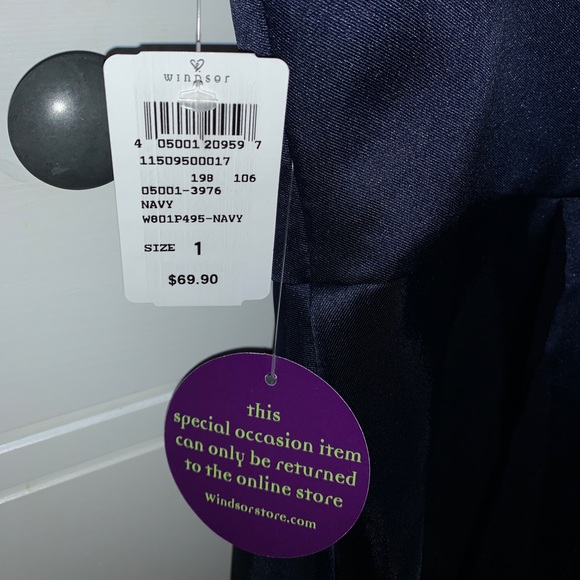 windsor
4 05001 20959 7
11509500017
198 106
05001-3976
NAVY
W801P495-NAVY
SIZE 1
$69.90
this
special occasion item
can only be returned
to the online store
Windsorstore.com